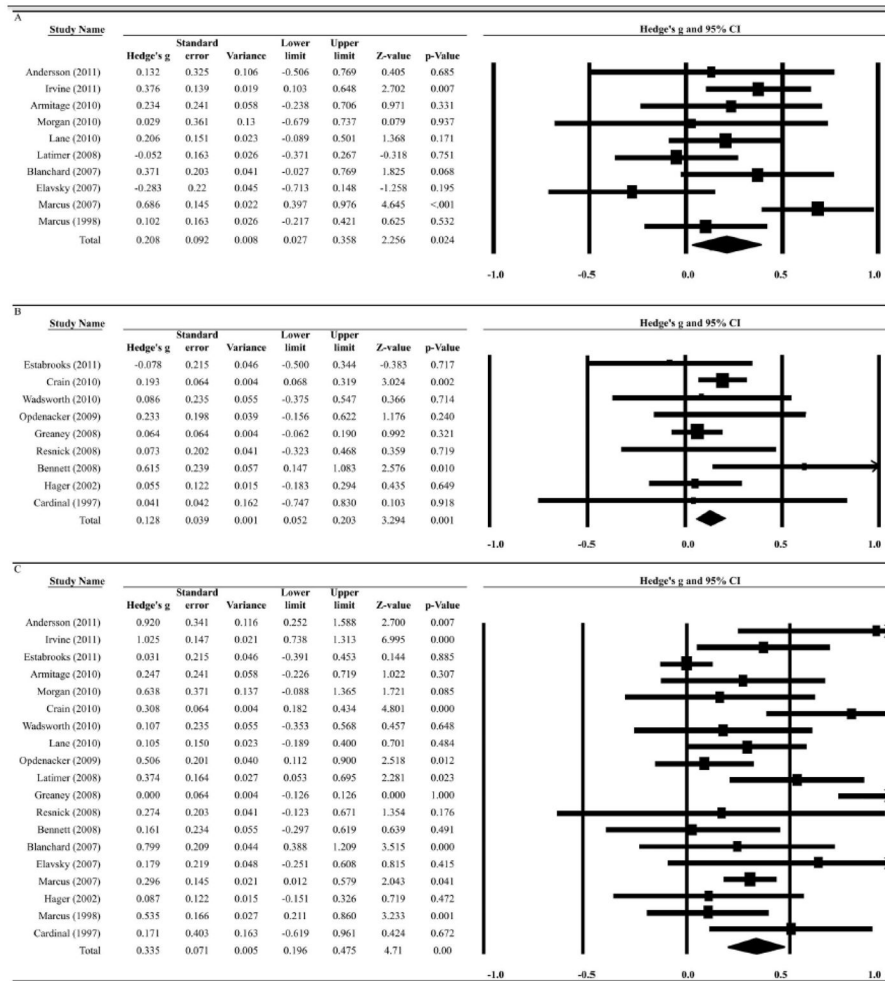 A
Study Name Hedge's g and 95% CI
Standard Lower Upper
Hedge's g error Variance limit limit Z-value p-Value
Andersson (2011) 0.132 0.325 0.106 -0.506 0.769 0.405 0.685
Irvine (2011) 0.376 0.139 0.019 0.103 0.648 2.702 0.007
Armitage (2010) 0.234 0.241 0.058 -0.238 0.706 0.971 0.331
Morgan (2010) 0.029 0.361 0.13 -0.679 0.737 0.079 0.937
Lane (2010) 0.206 0.151 0.023 -0.089 0.501 1.368 0.171
Latimer (2008) -0.052 0.163 0.026 -0.371 0.267 -0.318 0.751
Blanchard (2007) 0.371 0.203 0.041 -0.027 0.769 1.825 0.068
Elavsky (2007) -0.283 0.22 0.045 -0.713 0.148 -1.258 0.195
Marcus (2007) 0.686 0.145 0.022 0.397 0.976 4.645 <.001
Marcus (1998) 0.102 0.163 0.026 -0.217 0.421 0.625 0.532
Total 0.208 0.092 0.008 0.027 0.358 2.256 0.024
-1.0 -0.5 0.0 0.5 1.0
B
Study Name Hedge's g and 95% CI
Standard Lower Upper
Hedge's g error Variance limit limit Z-value p-Value
Estabrooks (2011) -0.078 0.215 0.046 -0.500 0.344 -0.383 0.717
Crain (2010) 0.193 0.064 0.004 0.068 0.319 3.024 0.002
Wadsworth (2010) 0.086 0.235 0.055 -0.375 0.547 0.366 0.714
Opdenacker (2009) 0.233 0.198 0.039 -0.156 0.622 1.176 0.240
Greaney (2008) 0.064 0.064 0.004 -0.062 0.190 0.992 0.321
Resnick (2008) 0.073 0.202 0.041 -0.323 0.468 0.359 0.719
Bennett (2008) 0.615 0.239 0.057 0.147 1.083 2.576 0.010
Hager (2002) 0.055 0.122 0.015 -0.183 0.294 0.435 0.649
Cardinal (1997) 0.041 0.042 0.162 -0.747 0.830 0.103 0.918
Total 0.128 0.039 0.001 0.052 0.203 3.294 0.001
-1.0 -0.5 0.0 0.5 1.0
C
Study Name Hedge's g and 95% CI
Standard Lower Upper
Hedge's g error Variance limit limit Z-value p-Value
Andersson (2011) 0.920 0.341 0.116 0.252 1.588 2.700 0.007
Irvine (2011) 1.025 0.147 0.021 0.738 1.313 6.995 0.000
Estabrooks (2011) 0.031 0.215 0.046 -0.391 0.453 0.144 0.885
Armitage (2010) 0.247 0.241 0.058 -0.226 0.719 1.022 0.307
Morgan (2010) 0.638 0.371 0.137 -0.088 1.365 1.721 0.085
Crain (2010) 0.308 0.064 0.004 0.182 0.434 4.801 0.000
Wadsworth (2010) 0.107 0.235 0.055 -0.353 0.568 0.457 0.648
Lane (2010) 0.105 0.150 0.023 -0.189 0.400 0.701 0.484
Opdenacker (2009) 0.506 0.201 0.040 0.112 0.900 2.518 0.012
Latimer (2008) 0.374 0.164 0.027 0.053 0.695 2.281 0.023
Greaney (2008) 0.000 0.064 0.004 -0.126 0.126 0.000 1.000
Resnick (2008) 0.274 0.203 0.041 -0.123 0.671 1.354 0.176
Bennett (2008) 0.161 0.234 0.055 -0.297 0.619 0.639 0.491
Blanchard (2007) 0.799 0.209 0.044 0.388 1.209 3.515 0.000
Elavsky (2007) 0.179 0.219 0.048 -0.251 0.608 0.815 0.415
Marcus (2007) 0.296 0.145 0.021 0.012 0.579 2.043 0.041
Hager (2002) 0.087 0.122 0.015 -0.151 0.326 0.719 0.472
Marcus (1998) 0.535 0.166 0.027 0.211 0.860 3.233 0.001
Cardinal (1997) 0.171 0.403 0.163 -0.619 0.961 0.424 0.672
Total 0.335 0.071 0.005 0.196 0.475 4.71 0.00
-1.0 -0.5 0.0 0.5 1.0